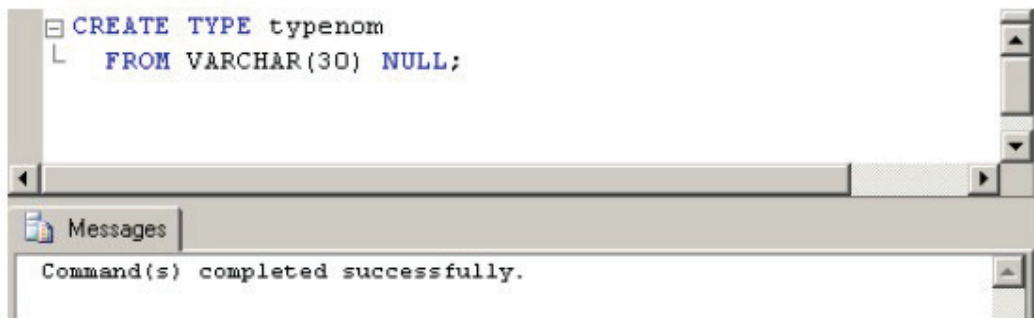 CREATE TYPE typenom
FROM VARCHAR(30) NULL;
Messages
Command(s) completed successfully.